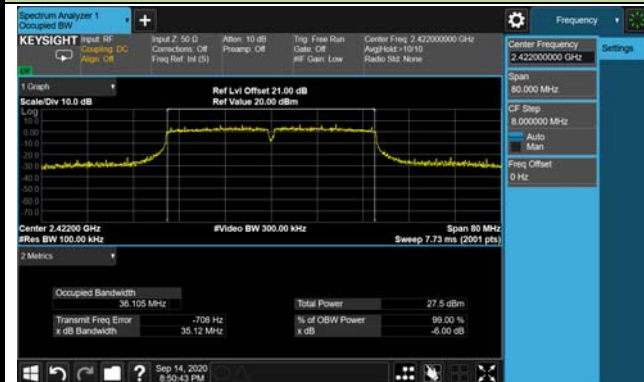 Spectrum Analyzer 1
Occupied BW
KEYSIGHT
Input: RF
Coupling: DC
Align: Off
Input Z: 50 Ω
Corrections: Off
Freq Ref: Int (S)
Atten: 10 dB
Preamp: Off
Trig: Free Run
Gate: Off
#IF Gain: Low
Center Freq: 2.422000000 GHz
Avg|Hold:>10/10
Radio Std: None
Frequency
Settings
Center Frequency
2.422000000 GHz
Span
80.000 MHz
CF Step
8.000000 MHz
Auto
Man
Freq Offset
0 Hz
1 Graph
Scale/Div 10.0 dB
Ref Lvl Offset 21.00 dB
Ref Value 20.00 dBm
Log
10.0
0.00
-10.0
-20.0
-30.0
-40.0
-50.0
-60.0
-70.0
Center 2.42200 GHz
#Res BW 100.00 kHz
#Video BW 300.00 kHz
Span 80 MHz
Sweep 7.73 ms (2001 pts)
2 Metrics
Occupied Bandwidth
36.105 MHz
Total Power 27.5 dBm
Transmit Freq Error -708 Hz
% of OBW Power 99.00 %
x dB Bandwidth 35.12 MHz
x dB -6.00 dB
Sep 14, 2020
8:50:43 PM